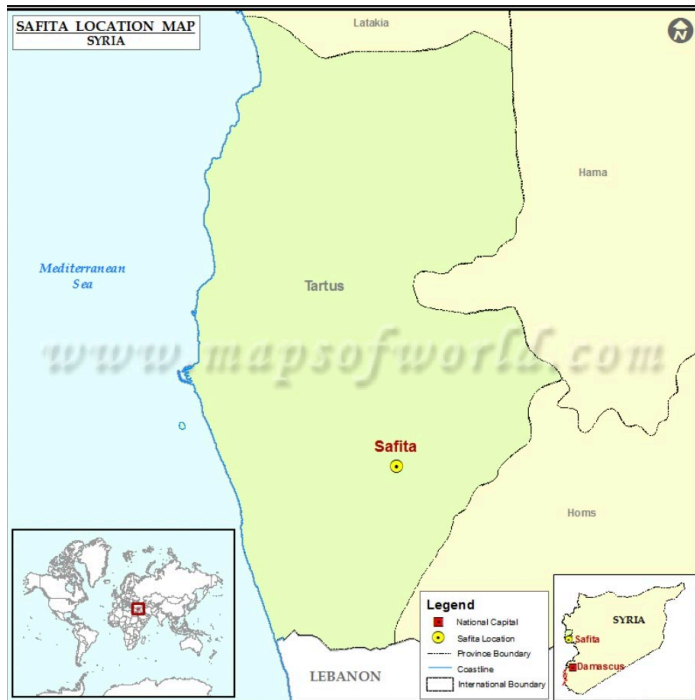 SAFITA LOCATION MAP
SYRIA
Latakia
N
Hama
Mediterranean
Sea
Tartus
www.mapsofworld.com
Safita
Homs
LEBANON
Legend
National Capital
Safita Location
Province Boundary
Coastline
International Boundary
SYRIA
Safita
Damascus